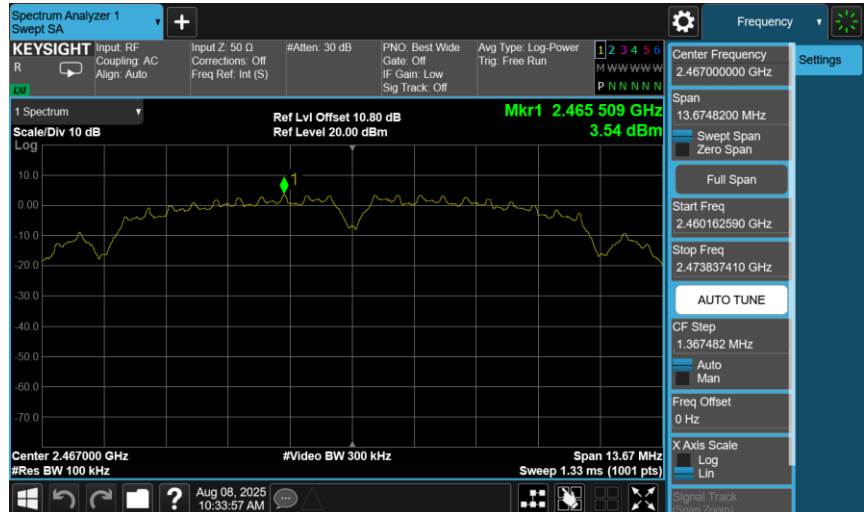 Spectrum Analyzer 1
Swept SA
Frequency
KEYSIGHT
R
LXI
Input: RF
Coupling: AC
Align: Auto
Input Z: 50 Ω
Corrections: Off
Freq Ref: Int (S)
#Atten: 30 dB
PNO: Best Wide
Gate: Off
IF Gain: Low
Sig Track: Off
Avg Type: Log-Power
Trig: Free Run
1 2 3 4 5 6
M W W W W W
P N N N N N
1 Spectrum
Scale/Div 10 dB
Log
Ref Lvl Offset 10.80 dB
Ref Level 20.00 dBm
Mkr1 2.465 509 GHz
3.54 dBm
1
10.0
0.00
-10.0
-20.0
-30.0
-40.0
-50.0
-60.0
-70.0
Center 2.467000 GHz
#Res BW 100 kHz
#Video BW 300 kHz
Span 13.67 MHz
Sweep 1.33 ms (1001 pts)
Aug 08, 2025
10:33:57 AM
?
Center Frequency
2.467000000 GHz
Span
13.6748200 MHz
Swept Span
Zero Span
Full Span
Start Freq
2.460162590 GHz
Stop Freq
2.473837410 GHz
AUTO TUNE
CF Step
1.367482 MHz
Auto
Man
Freq Offset
0 Hz
X Axis Scale
Log
Lin
Signal Track
(Span Zoom)
Settings